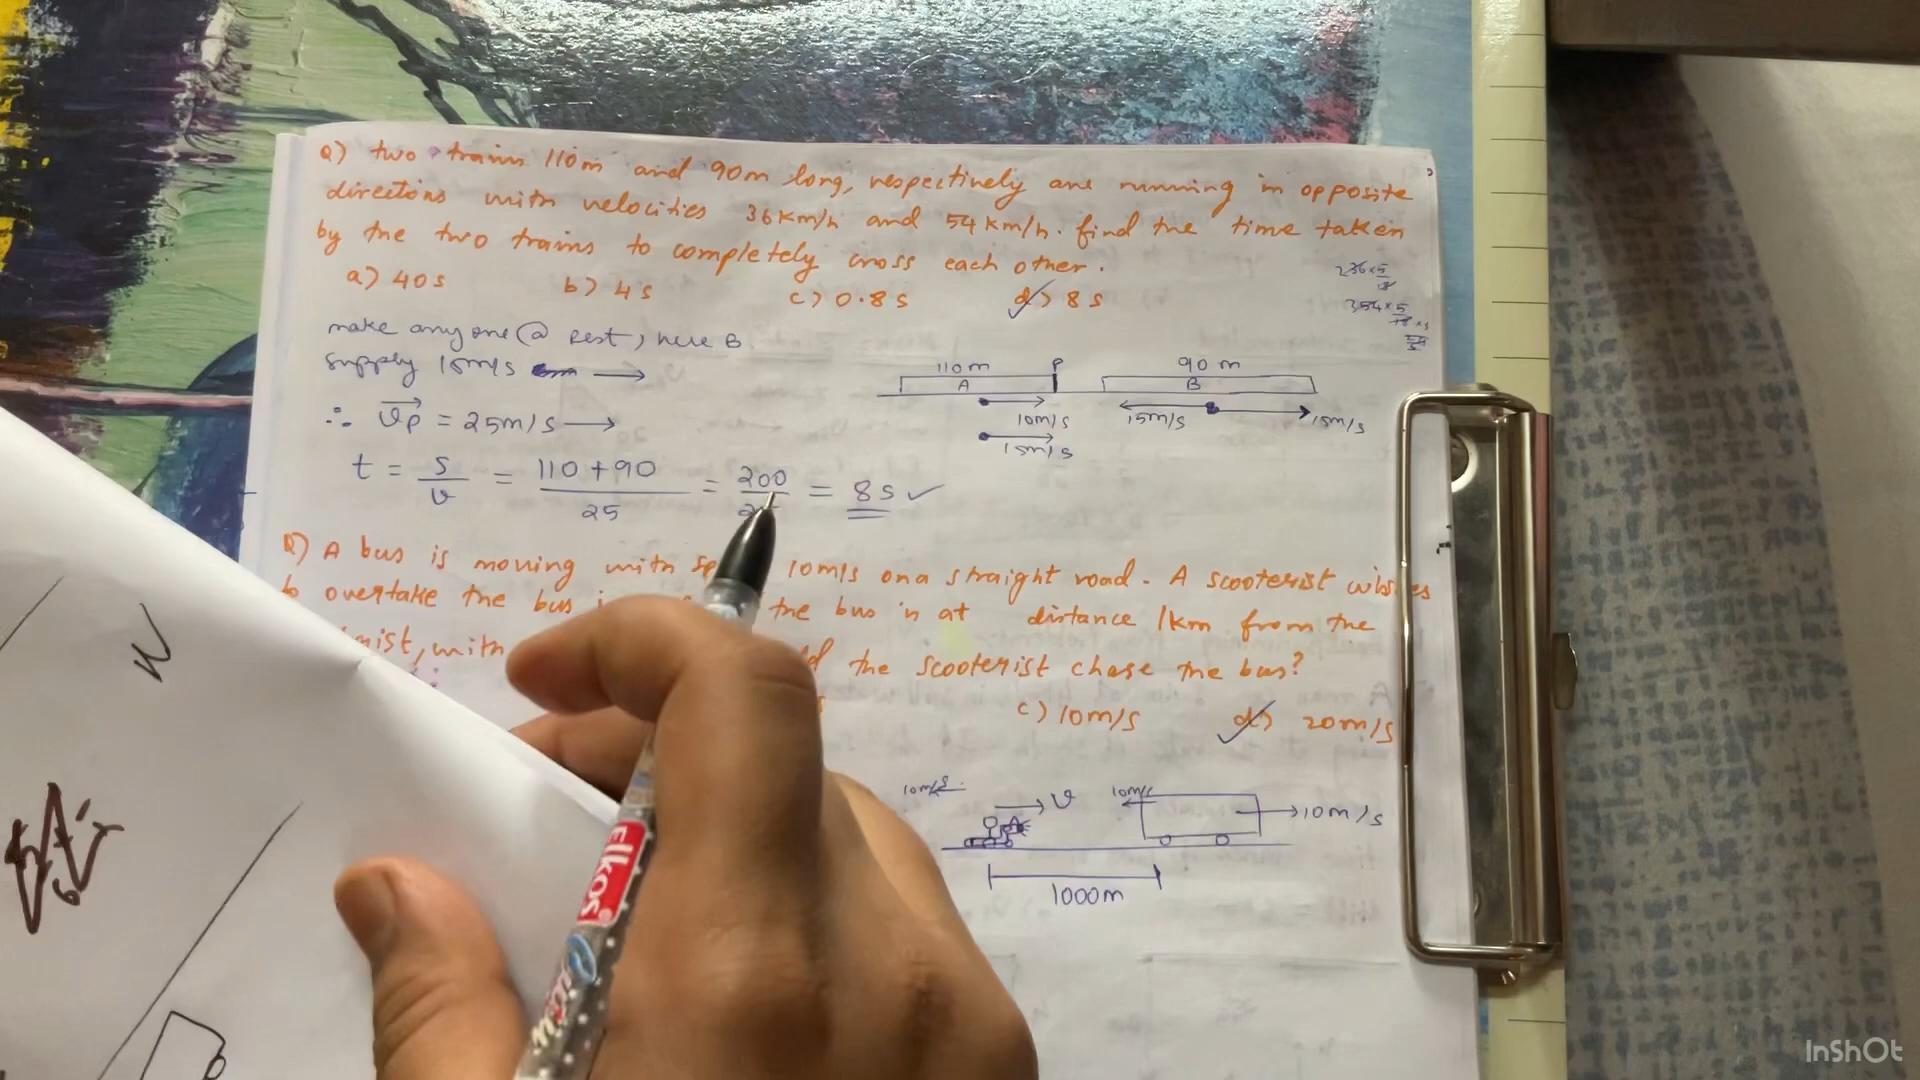 Q) two trains 110m and 90m long, respectively are running in opposite
directions with velocities 36km/h and 54km/h. find the time taken
by the two trains to completely cross each other.
a) 40s b) 4s c) 0.8s d) 8s
make any one @ Rest, here B
supply 15m/s →
∴ vp = 25m/s →
110m P 90m
A B
10m/s 15m/s 15m/s
15m/s
t = s/v = 110+90/25 = 200/ = 8s ✓
Q) A bus is moving with 10m/s on a straight road. A scooterist wishes
to overtake the bus the bus is at distance 1km from the
with the scooterist chase the bus?
c) 10m/s d) 20m/s
10m/s v 10m/s 10m/s
1000m
N
Elkos
InShOt